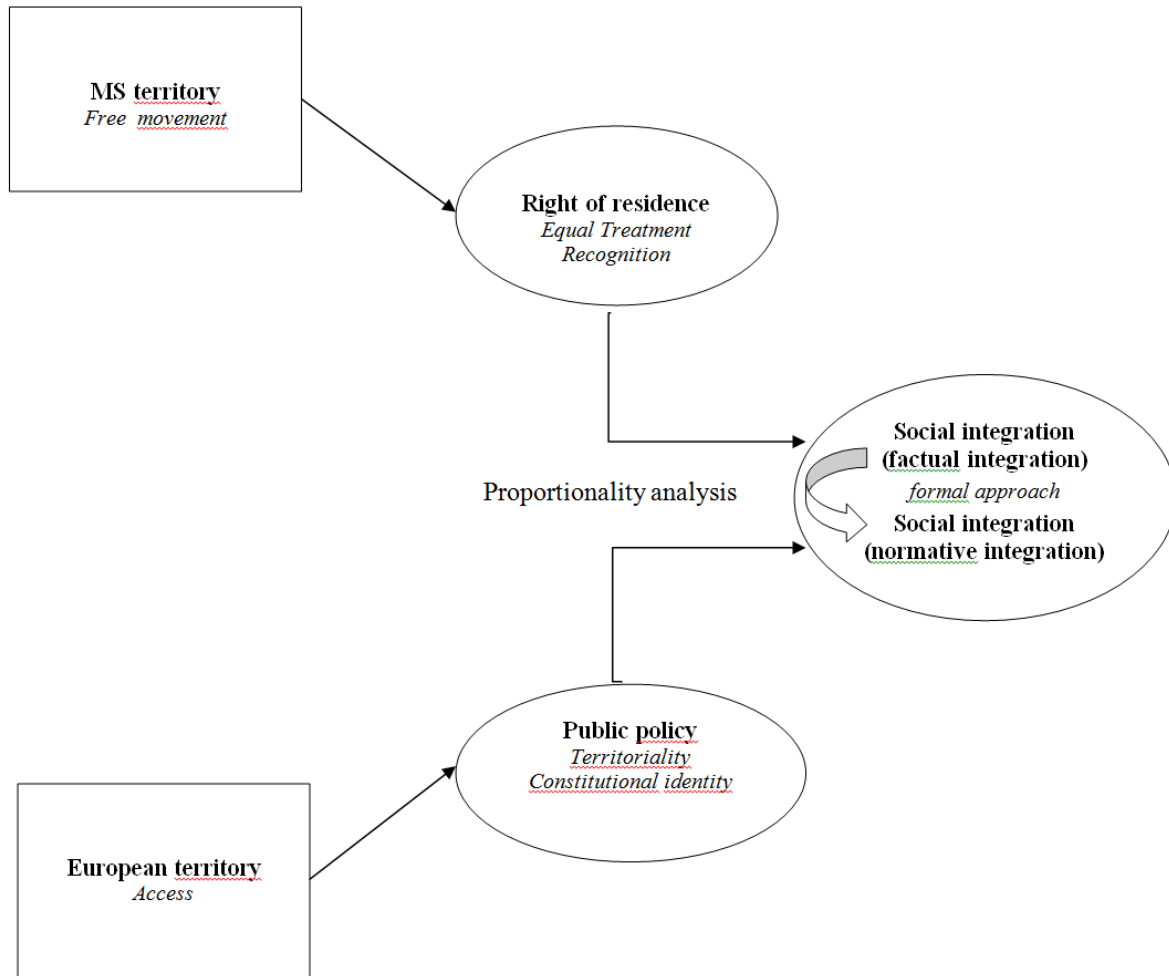 MS territory
Free movement
Right of residence
Equal Treatment
Recognition
Social integration
(factual integration)
formal approach
Social integration
(normative integration)
Proportionality analysis
Public policy
Territoriality
Constitutional identity
European territory
Access